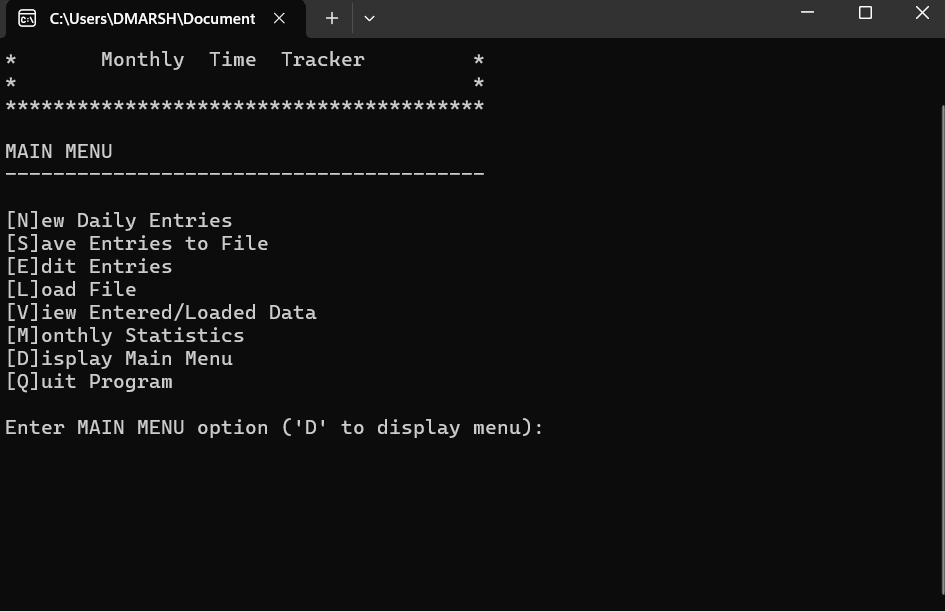 C:\Users\DMARSH\Document
*       Monthly  Time  Tracker         *
*                                      *
****************************************
MAIN MENU
----------------------------------------
[N]ew Daily Entries
[S]ave Entries to File
[E]dit Entries
[L]oad File
[V]iew Entered/Loaded Data
[M]onthly Statistics
[D]isplay Main Menu
[Q]uit Program
Enter MAIN MENU option ('D' to display menu):